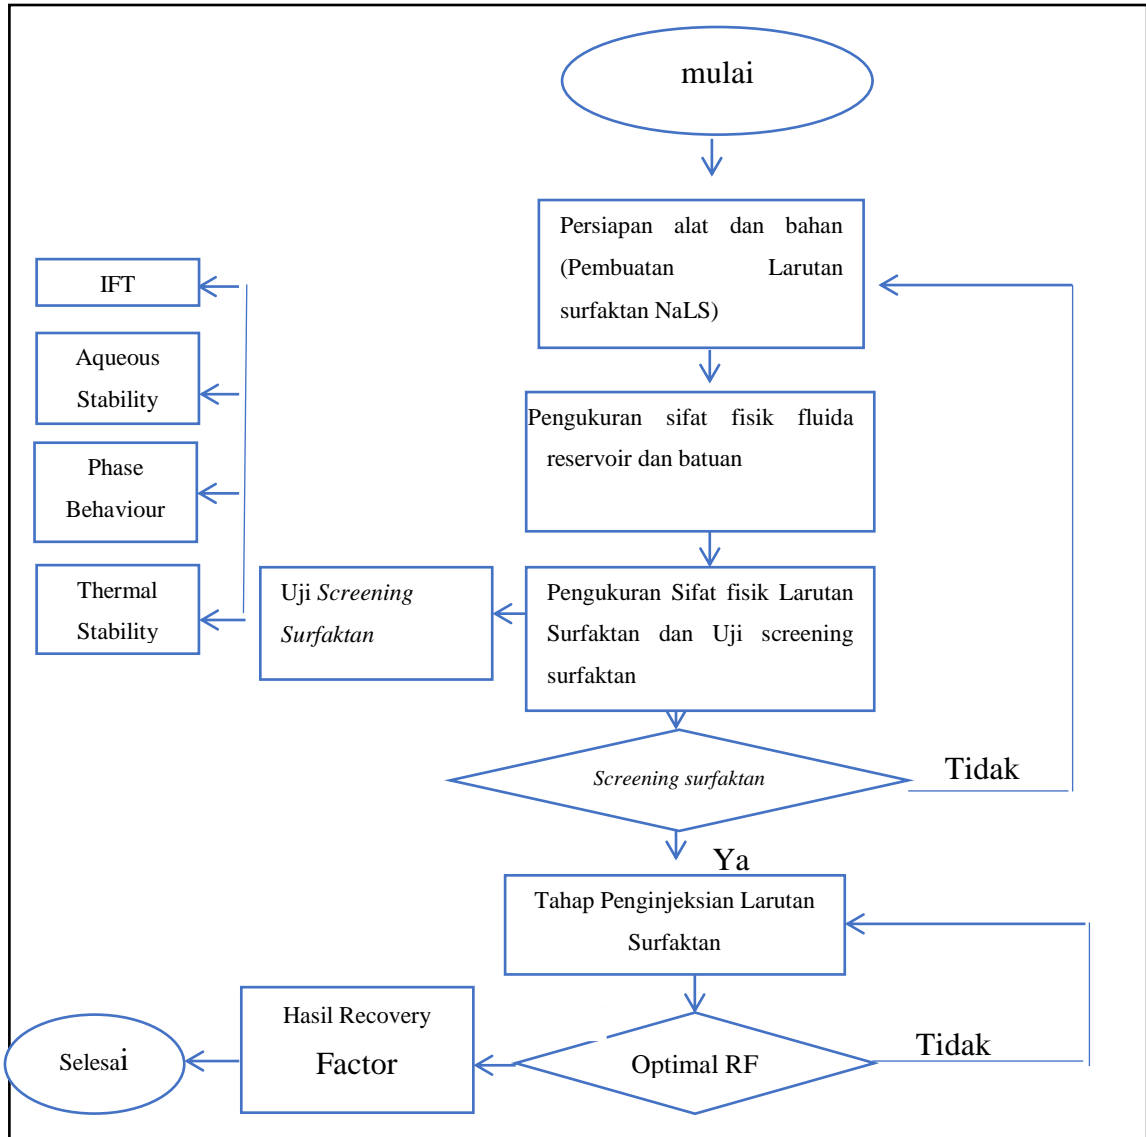 mulai
Persiapan alat dan bahan
(Pembuatan Larutan
surfaktan NaLS)
IFT
Aqueous
Stability
Phase
Behaviour
Thermal
Stability
Pengukuran sifat fisik fluida
reservoir dan batuan
Uji Screening
Surfaktan
Pengukuran Sifat fisik Larutan
Surfaktan dan Uji screening
surfaktan
Screening surfaktan
Tidak
Ya
Tahap Penginjeksian Larutan
Surfaktan
Optimal RF
Tidak
Hasil Recovery
Factor
Selesai